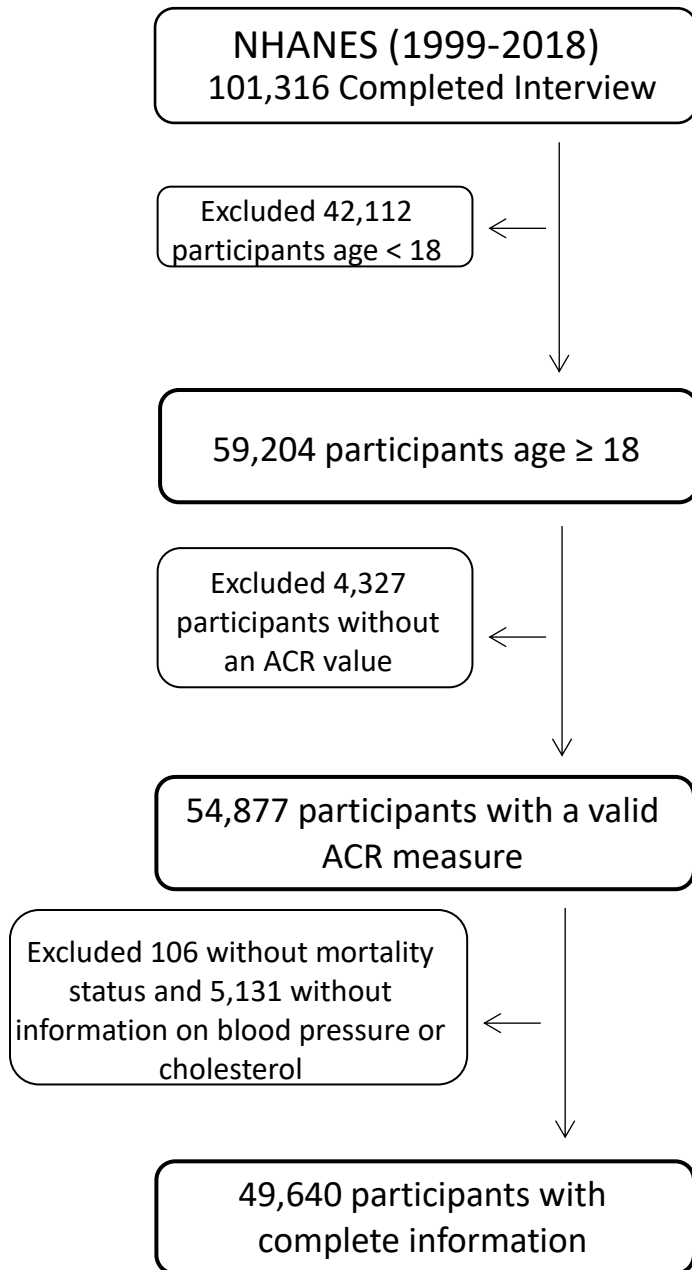 NHANES (1999-2018)
101,316 Completed Interview
Excluded 42,112
participants age < 18
59,204 participants age ≥ 18
Excluded 4,327
participants without
an ACR value
54,877 participants with a valid
ACR measure
Excluded 106 without mortality
status and 5,131 without
information on blood pressure or
cholesterol
49,640 participants with
complete information